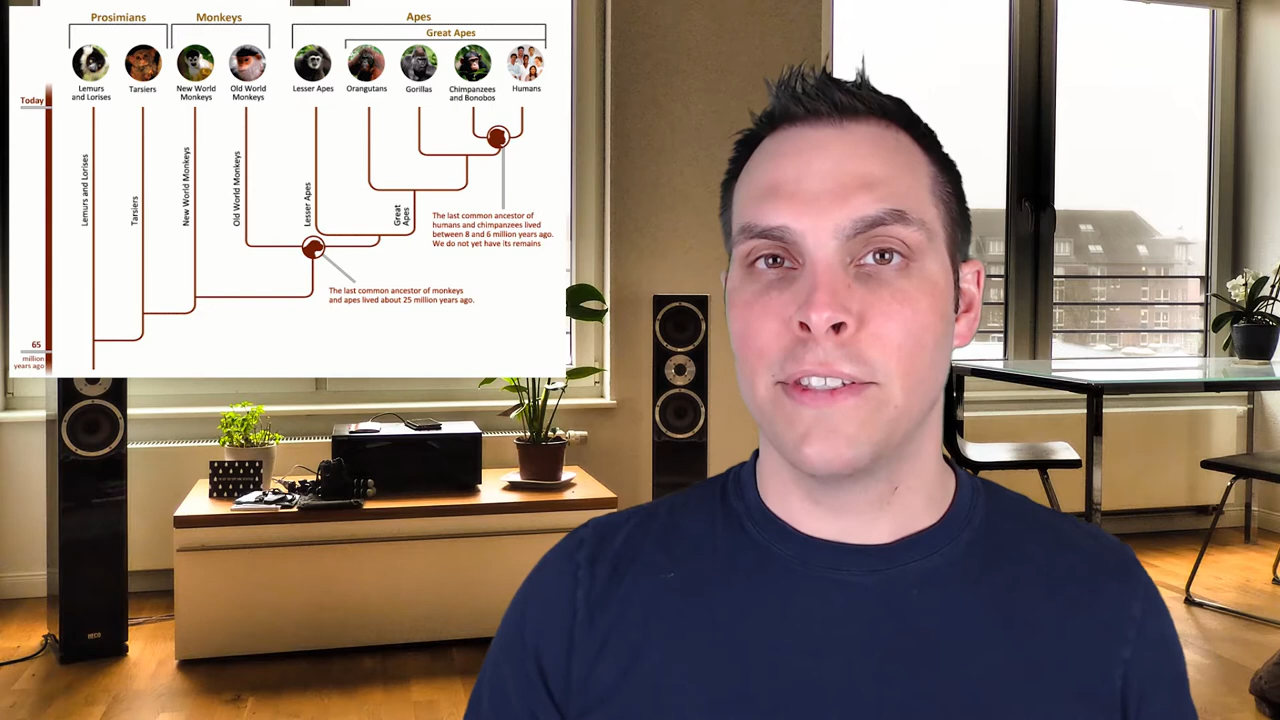 Prosimians
Monkeys
Apes
Great Apes
Lemurs
and Lorises
Tarsiers
New World
Monkeys
Old World
Monkeys
Lesser Apes
Orangutans
Gorillas
Chimpanzees
and Bonobos
Humans
Today
Lemurs and Lorises
Tarsiers
New World Monkeys
Old World Monkeys
Lesser Apes
Great
Apes
The last common ancestor of
humans and chimpanzees lived
between 8 and 6 million years ago.
We do not yet have its remains
The last common ancestor of monkeys
and apes lived about 25 million years ago.
65
million
years ago
HECO